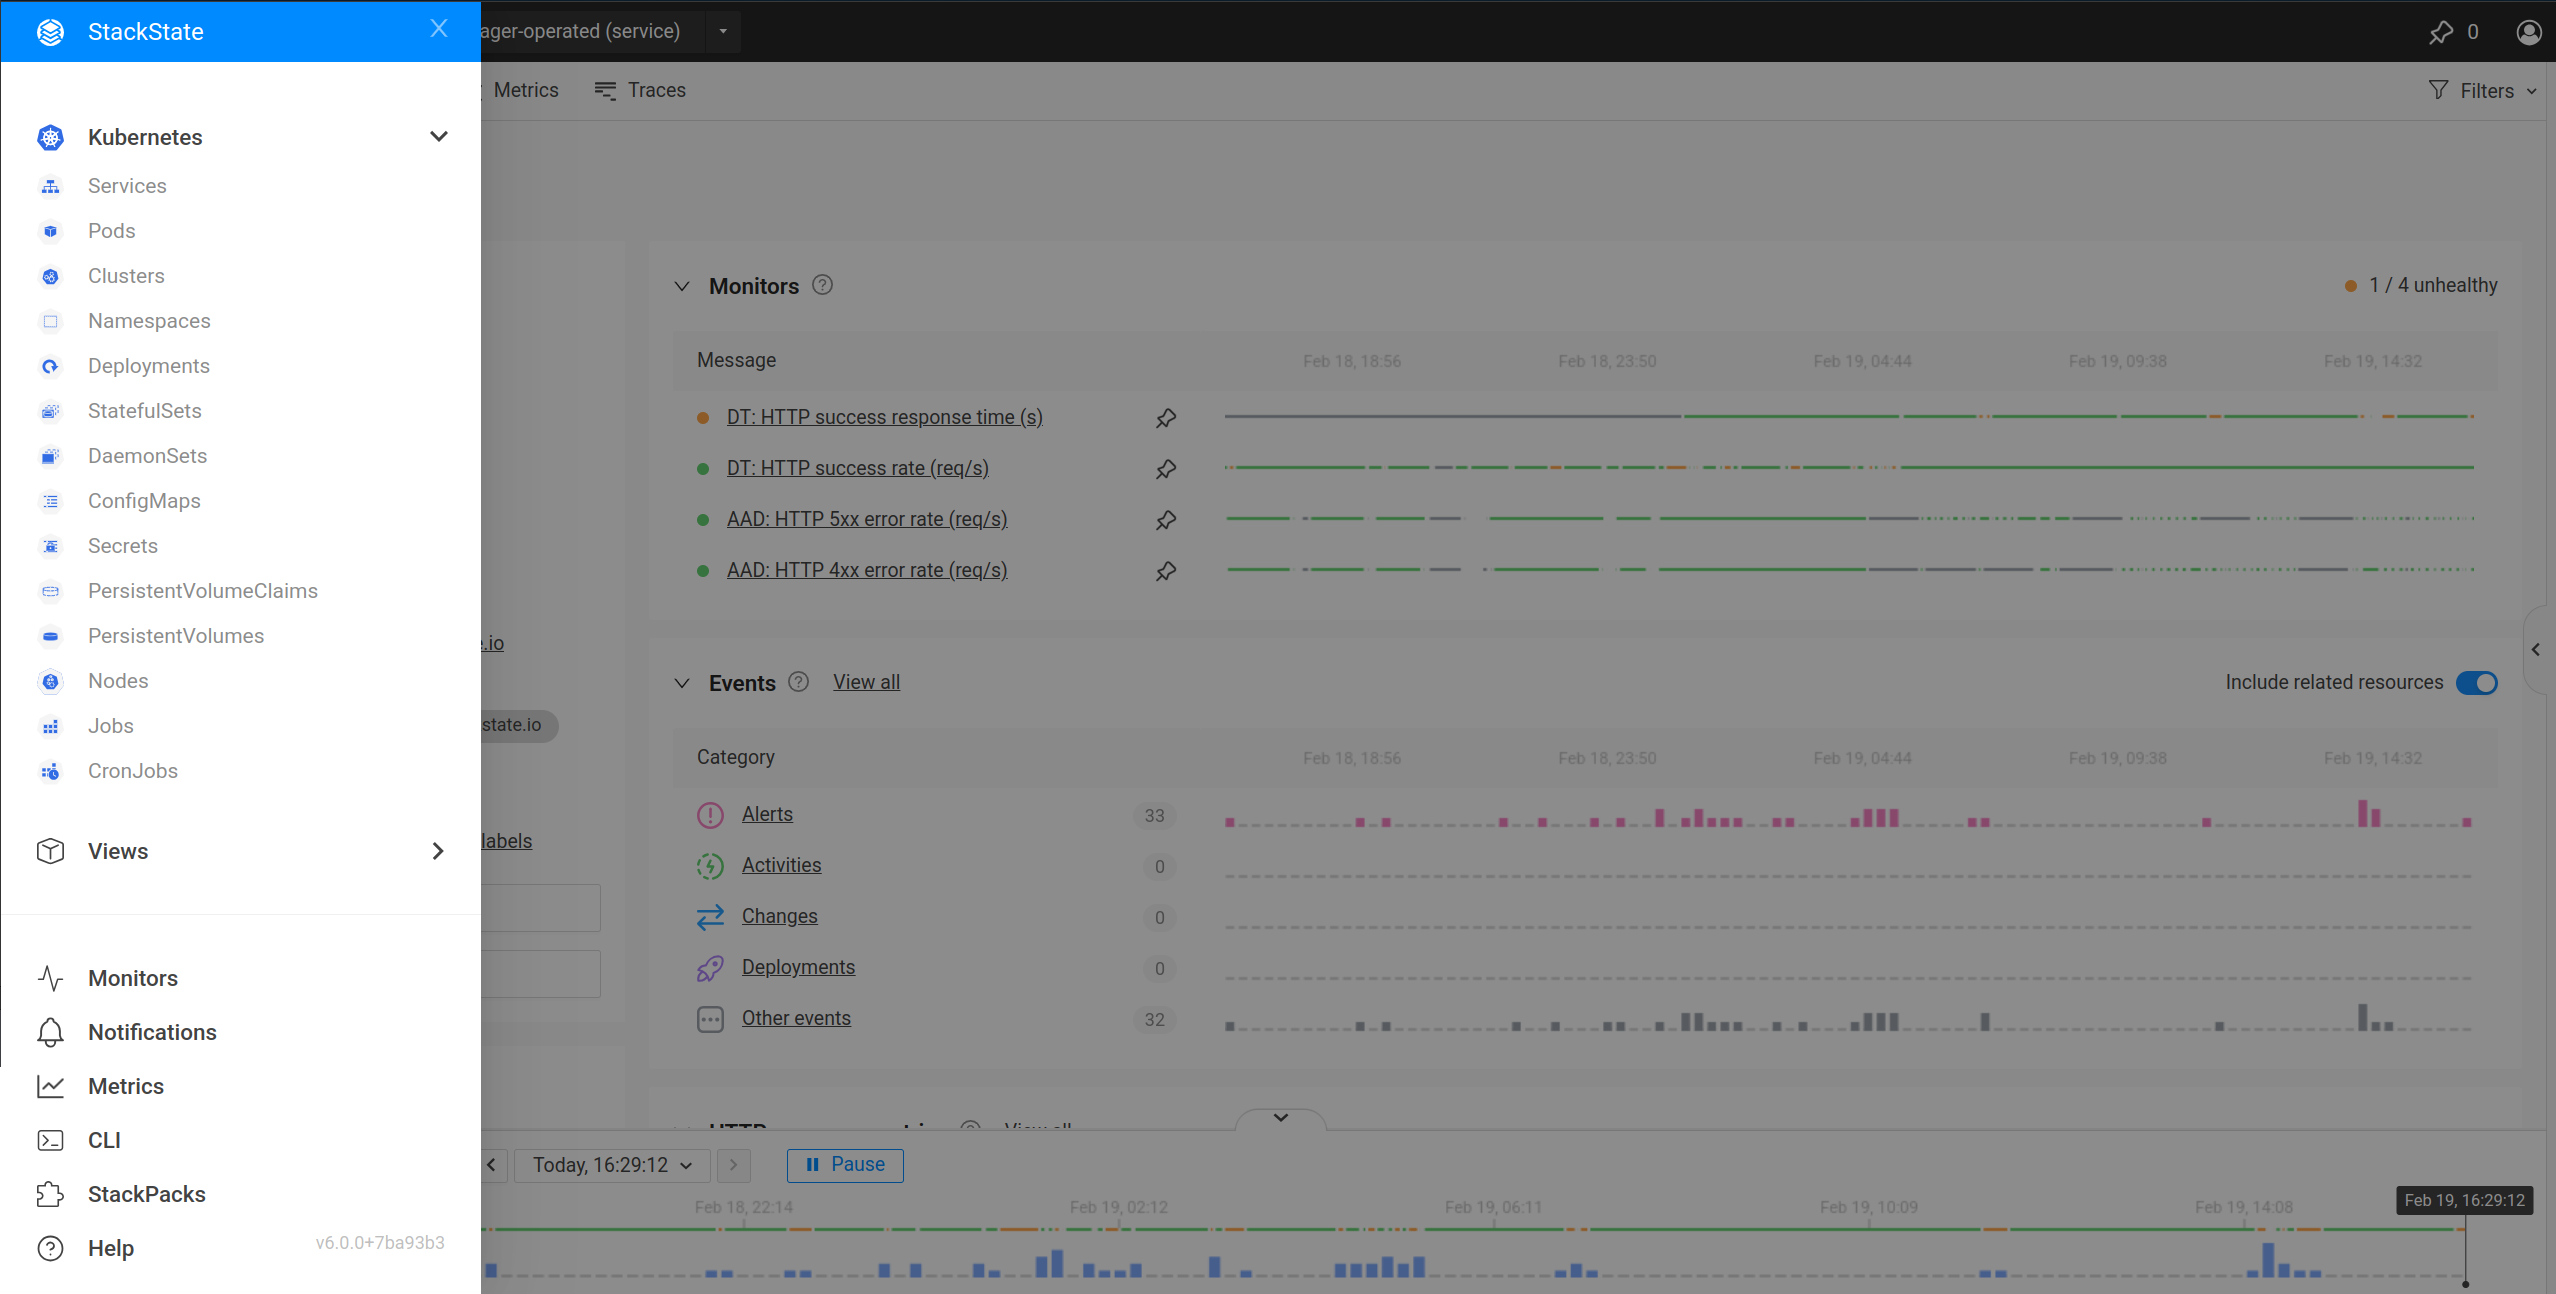 StackState
Kubernetes
Services
Pods
Clusters
Namespaces
Deployments
StatefulSets
DaemonSets
ConfigMaps
Secrets
PersistentVolumeClaims
PersistentVolumes
Nodes
Jobs
CronJobs
Views
Monitors
Notifications
Metrics
CLI
StackPacks
Help v6.0.0+7ba93b3
ager-operated (service)
0
Metrics Traces Filters
.io
state.io
labels
Monitors 1 / 4 unhealthy
Message Feb 18, 18:56 Feb 18, 23:50 Feb 19, 04:44 Feb 19, 09:38 Feb 19, 14:32
DT: HTTP success response time (s)
DT: HTTP success rate (req/s)
AAD: HTTP 5xx error rate (req/s)
AAD: HTTP 4xx error rate (req/s)
Events View all Include related resources
Category Feb 18, 18:56 Feb 18, 23:50 Feb 19, 04:44 Feb 19, 09:38 Feb 19, 14:32
Alerts 33
Activities 0
Changes 0
Deployments 0
Other events 32
HTTP View all
Today, 16:29:12 Pause
Feb 18, 22:14 Feb 19, 02:12 Feb 19, 06:11 Feb 19, 10:09 Feb 19, 14:08 Feb 19, 16:29:12